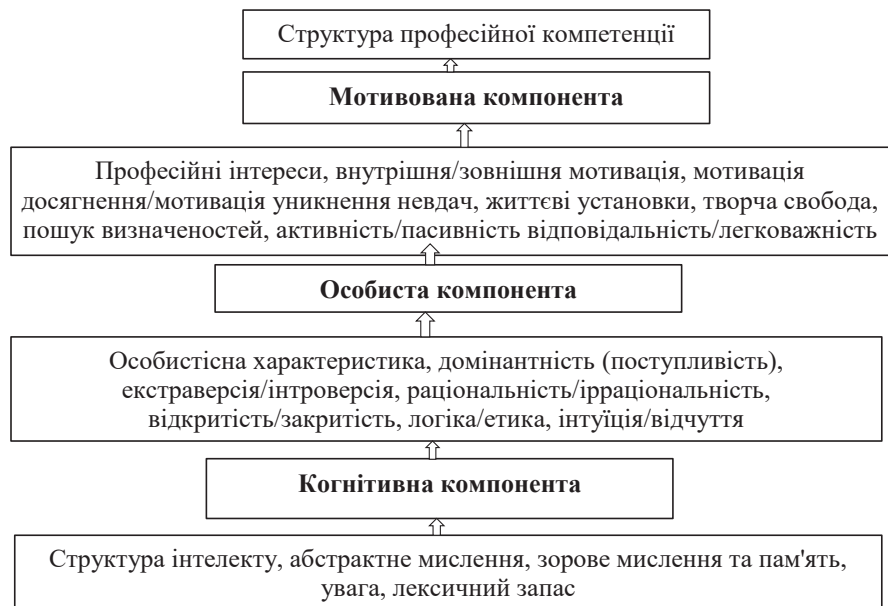 Структура професійної компетенції
Мотивована компонента
Професійні інтереси, внутрішня/зовнішня мотивація, мотивація
досягнення/мотивація уникнення невдач, життєві установки, творча свобода,
пошук визначеностей, активність/пасивність відповідальність/легковажність
Особиста компонента
Особистісна характеристика, домінантність (поступливість),
екстраверсія/інтроверсія, раціональність/ірраціональність,
відкритість/закритість, логіка/етика, інтуїція/відчуття
Когнітивна компонента
Структура інтелекту, абстрактне мислення, зорове мислення та пам'ять,
увага, лексичний запас